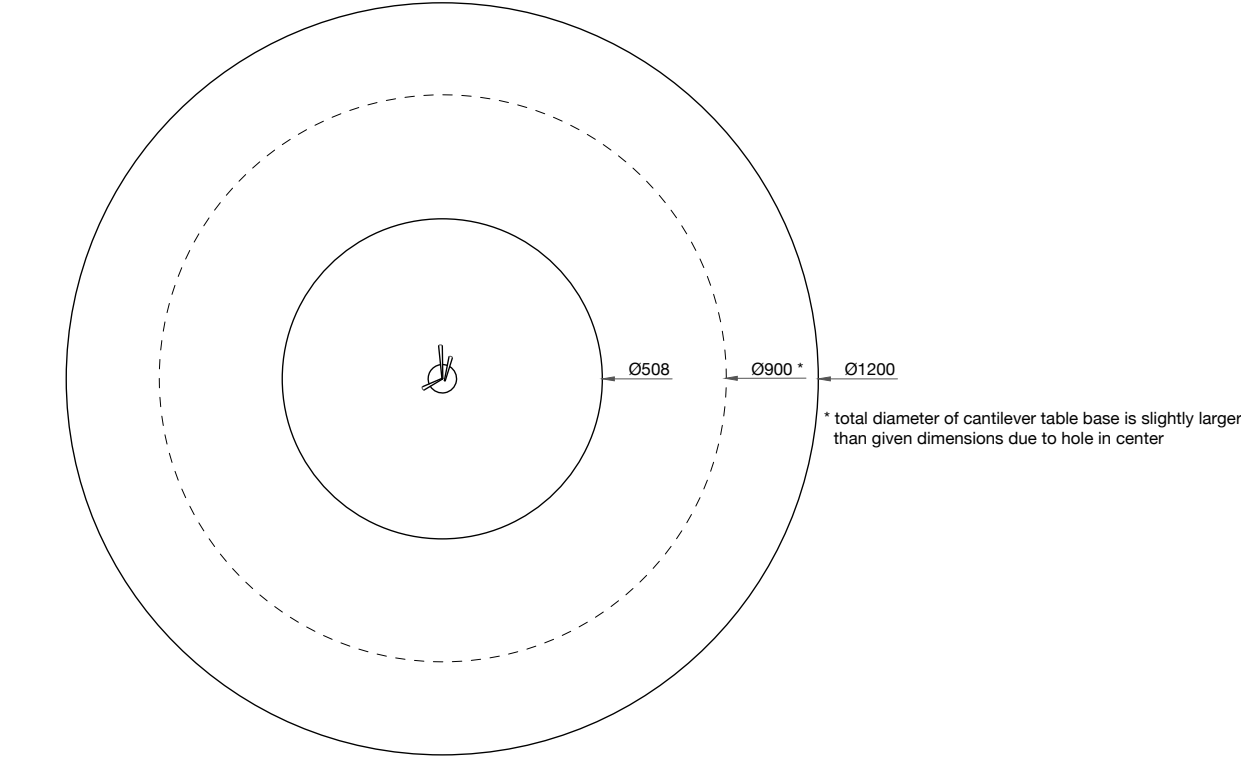 Ø508
Ø900 *
Ø1200
* total diameter of cantilever table base is slightly larger
than given dimensions due to hole in center